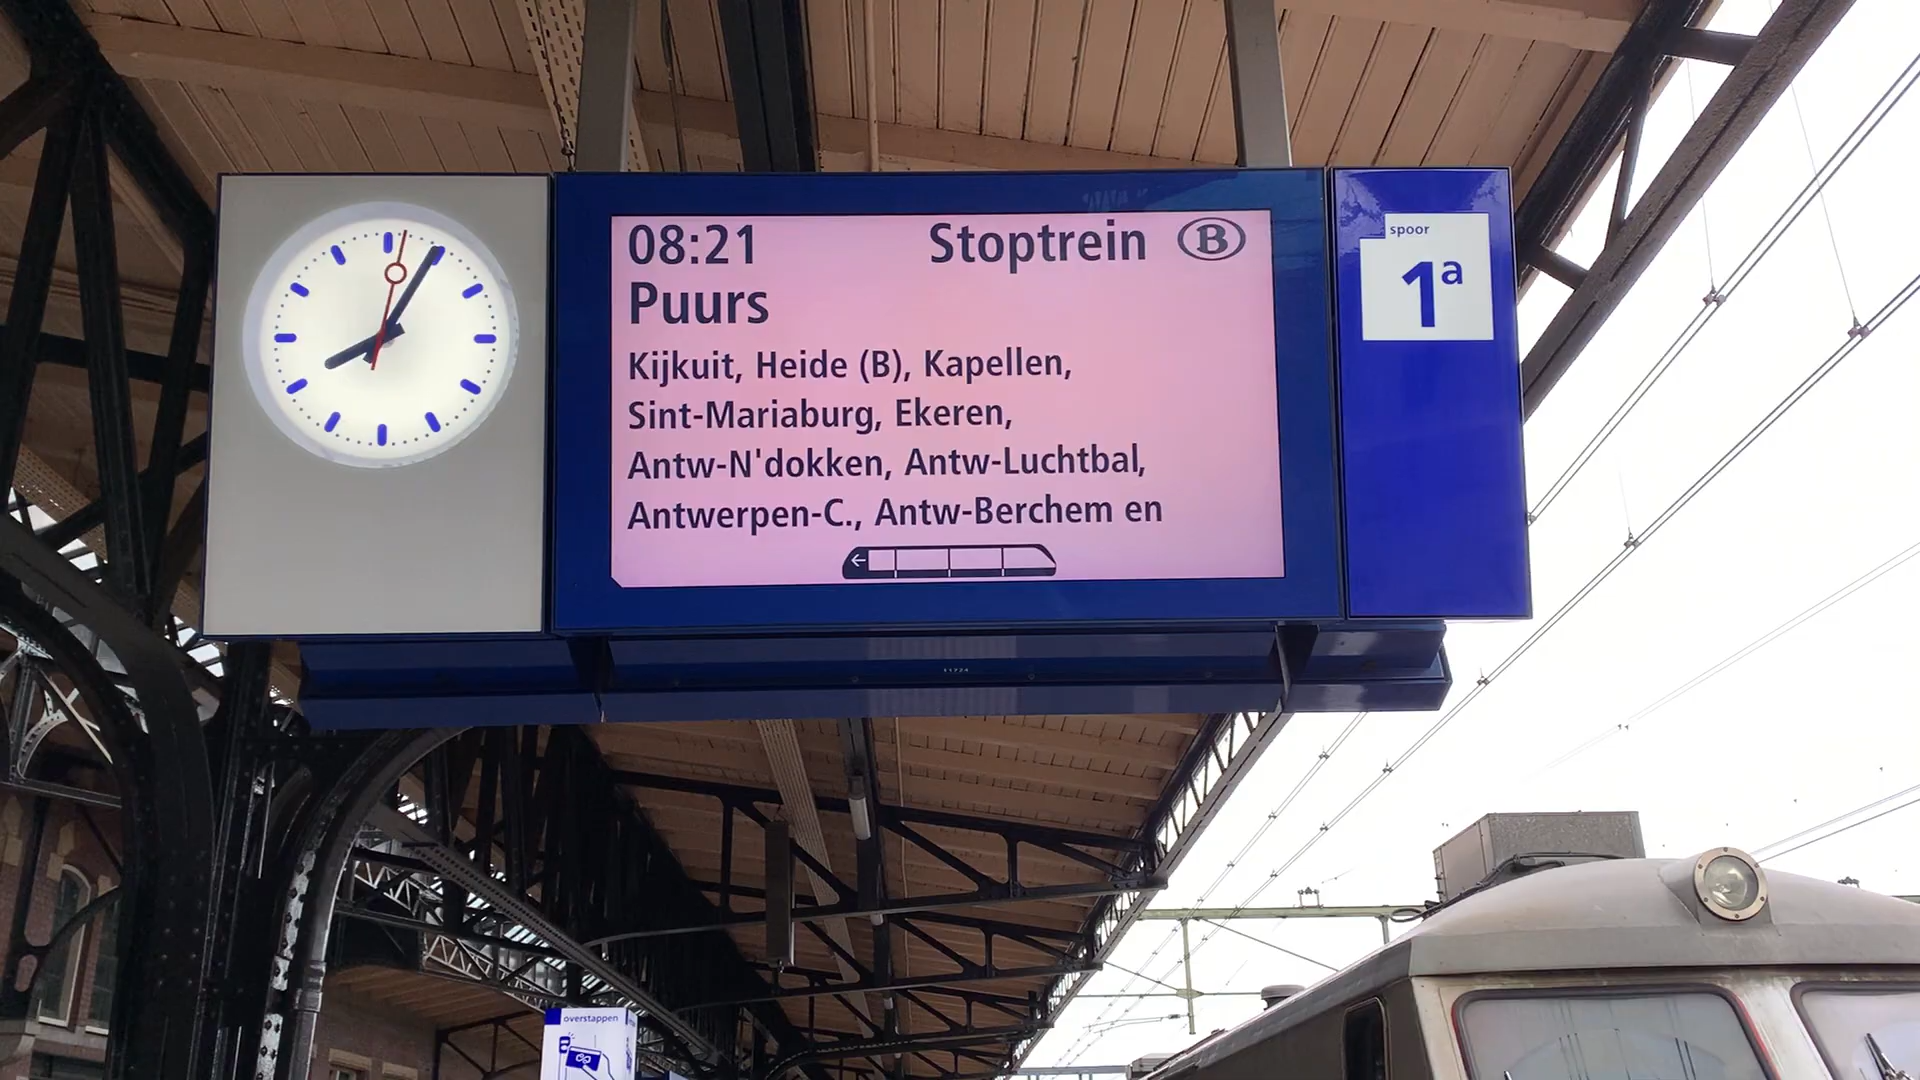 08:21 Stoptrein B
Puurs
Kijkuit, Heide (B), Kapellen,
Sint-Mariaburg, Ekeren,
Antw-N'dokken, Antw-Luchtbal,
Antwerpen-C., Antw-Berchem en
spoor
1a
11724
overstappen